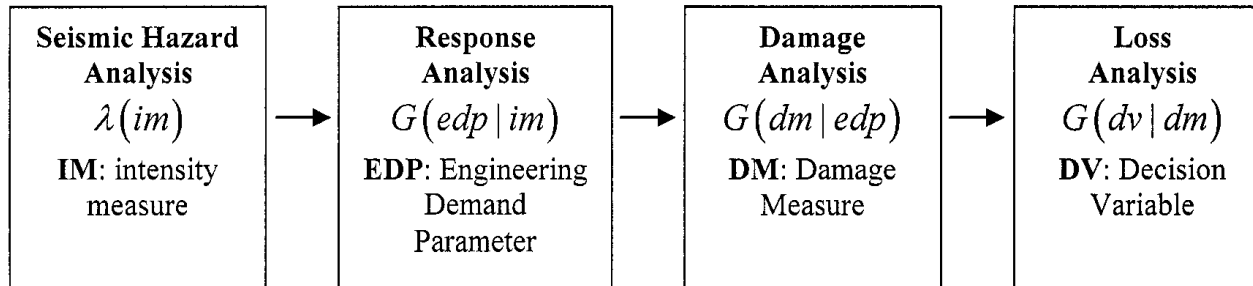 Seismic Hazard
Analysis
λ(im)
IM: intensity
measure
Response
Analysis
G(edp | im)
EDP: Engineering
Demand
Parameter
Damage
Analysis
G(dm | edp)
DM: Damage
Measure
Loss
Analysis
G(dv | dm)
DV: Decision
Variable